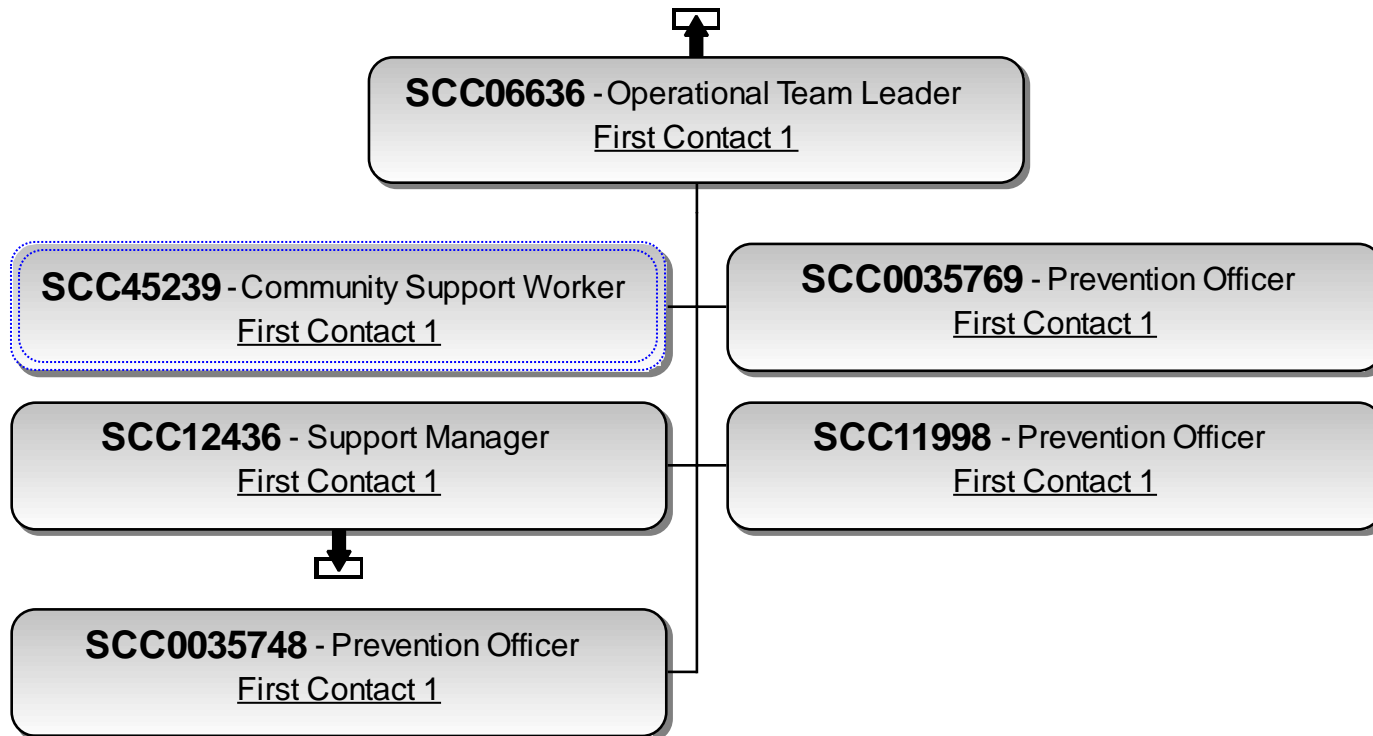 SCC06636 - Operational Team Leader
First Contact 1
SCC45239 - Community Support Worker
First Contact 1
SCC0035769 - Prevention Officer
First Contact 1
SCC12436 - Support Manager
First Contact 1
SCC11998 - Prevention Officer
First Contact 1
SCC0035748 - Prevention Officer
First Contact 1